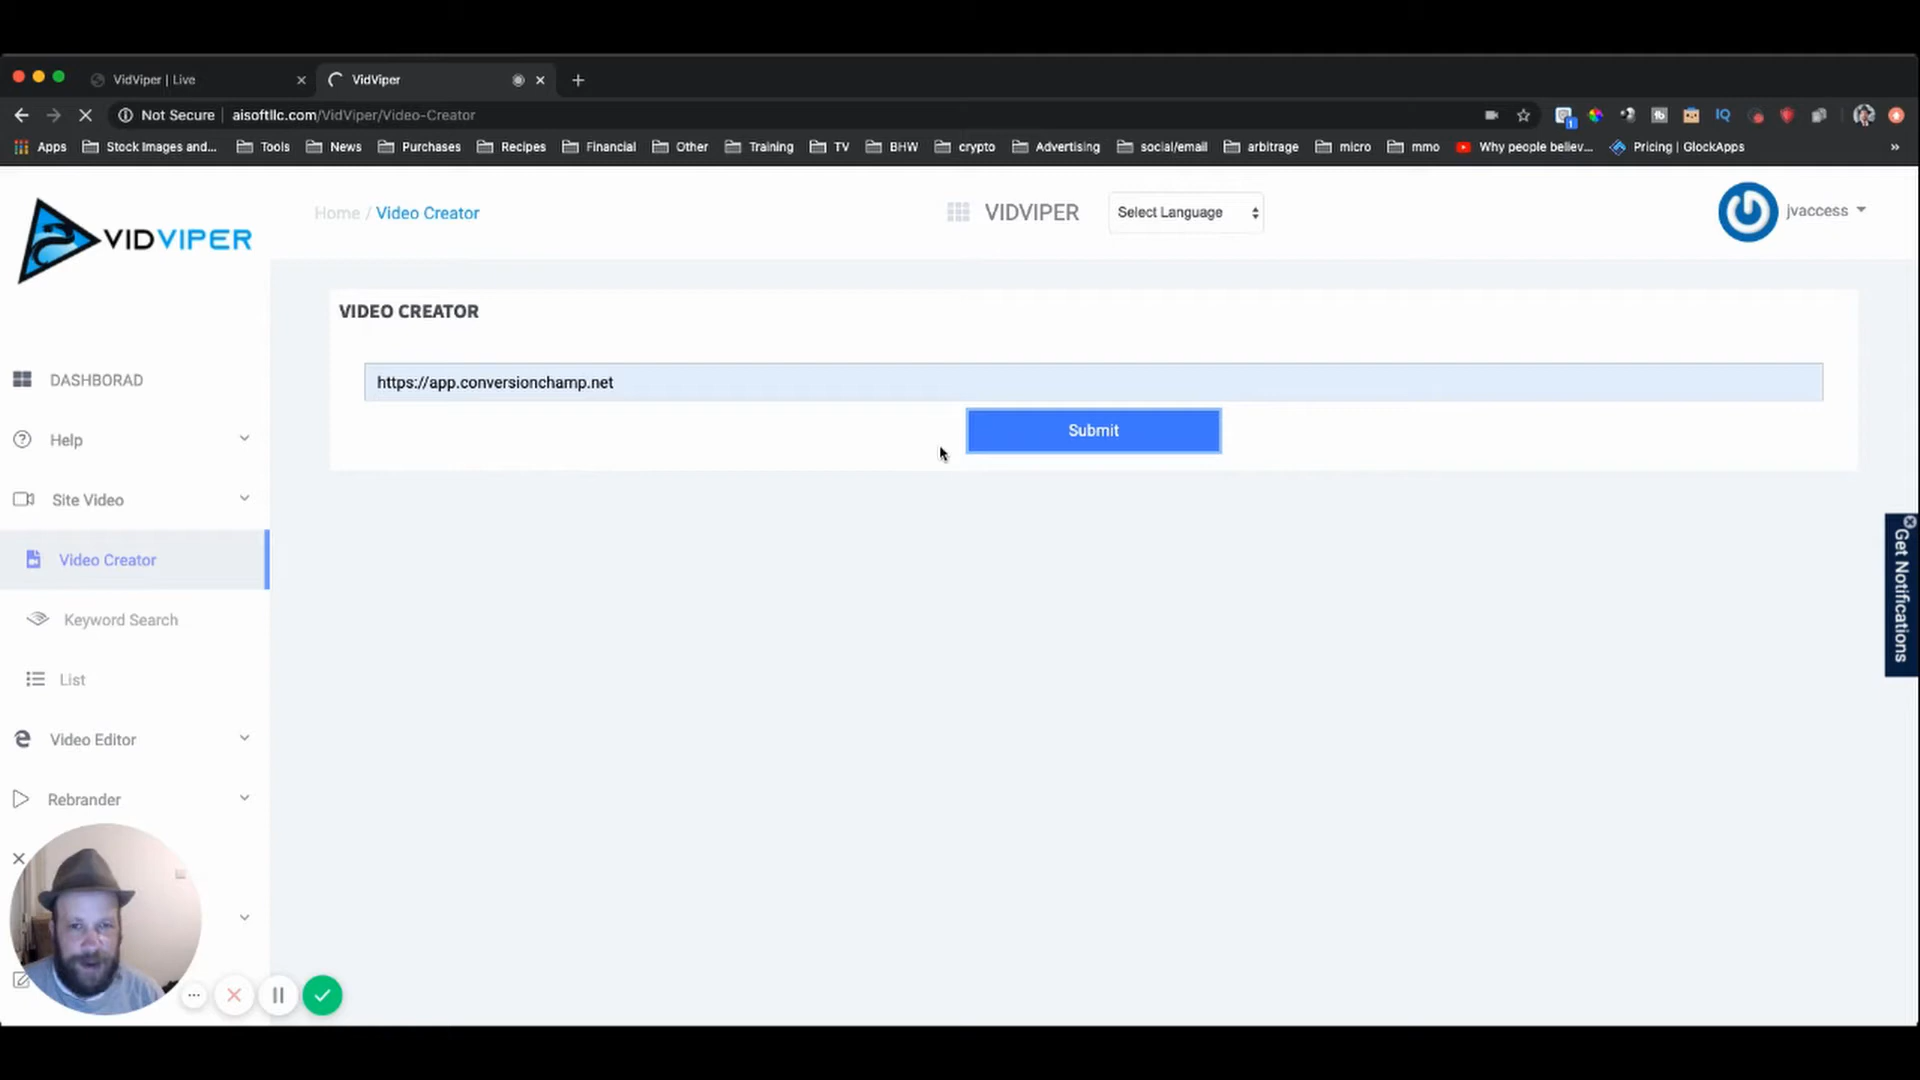 VidViper | Live
VidViper
Not Secure | aisoftllc.com/VidViper/Video-Creator
Apps Stock Images and... Tools News Purchases Recipes Financial Other Training TV BHW crypto Advertising social/email arbitrage micro mmo Why people believ... Pricing | GlockApps »
VIDVIPER
Home / Video Creator
VIDVIPER
Select Language
jvaccess
VIDEO CREATOR
https://app.conversionchamp.net
Submit
DASHBORAD
Help
Site Video
Video Creator
Keyword Search
List
Video Editor
Rebrander
Get Notifications